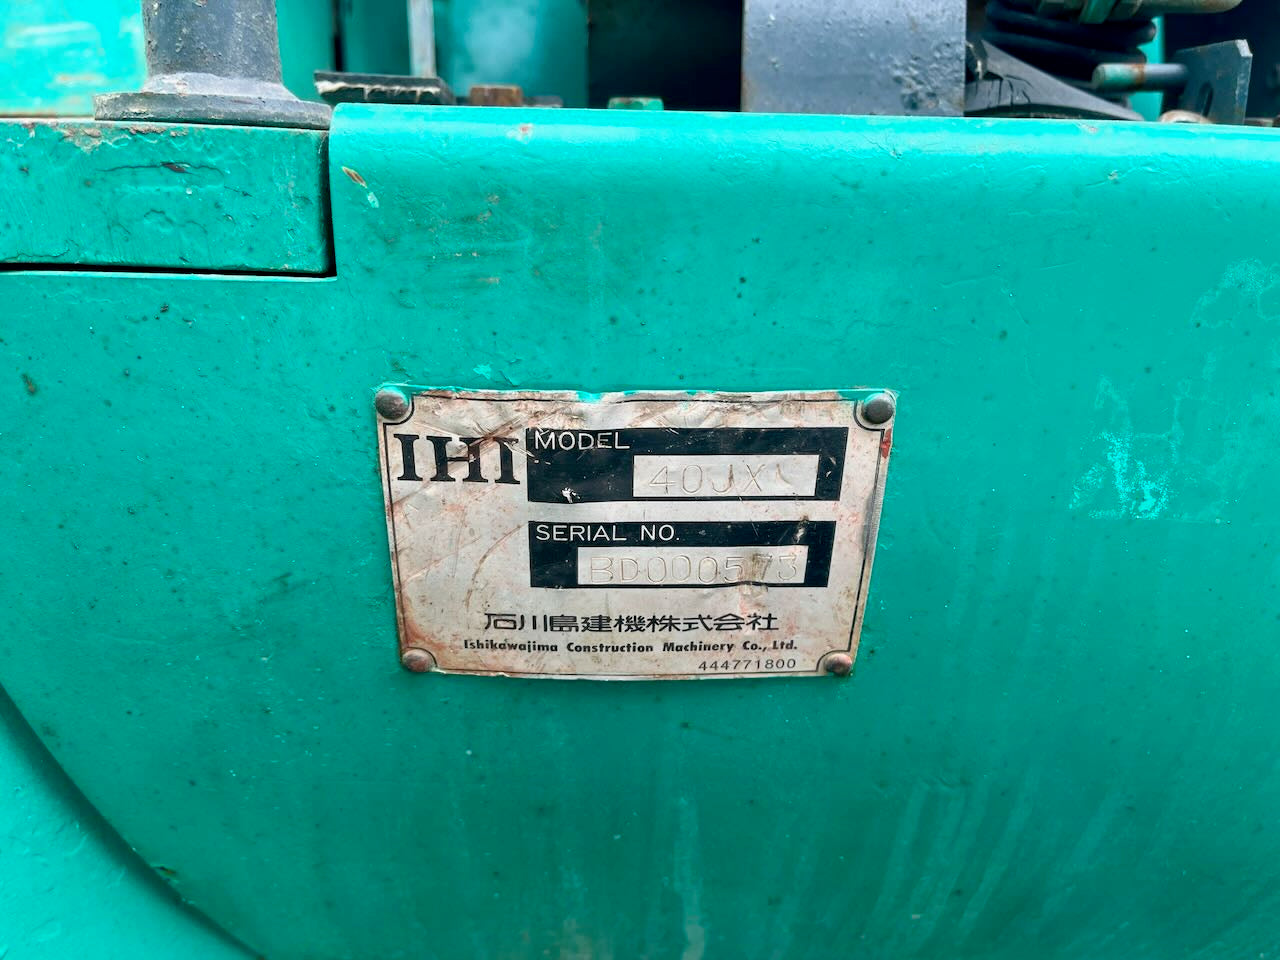 IHI
MODEL
40JX
SERIAL NO.
BD000573
石川島建機株式会社
Ishikawajima Construction Machinery Co., Ltd.
444771800